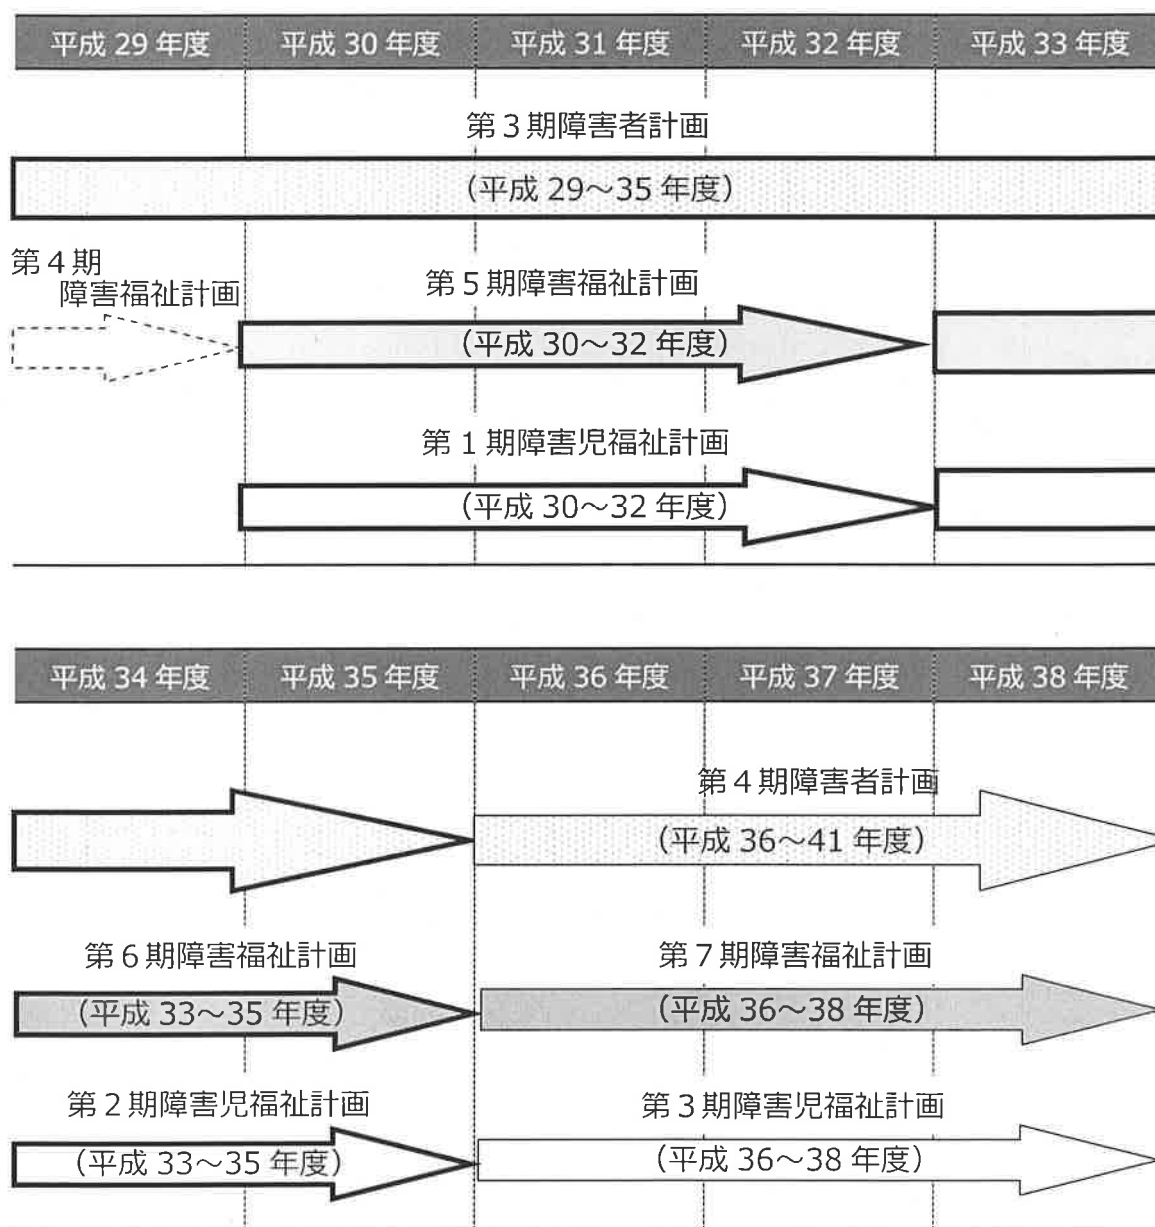 平成 29 年度 平成 30 年度 平成 31 年度 平成 32 年度 平成 33 年度
第3期障害者計画
(平成 29～35 年度)
第4期
障害福祉計画
第5期障害福祉計画
(平成 30～32 年度)
第1期障害児福祉計画
(平成 30～32 年度)
平成 34 年度 平成 35 年度 平成 36 年度 平成 37 年度 平成 38 年度
第4期障害者計画
(平成 36～41 年度)
第6期障害福祉計画 第7期障害福祉計画
(平成 33～35 年度) (平成 36～38 年度)
第2期障害児福祉計画 第3期障害児福祉計画
(平成 33～35 年度) (平成 36～38 年度)